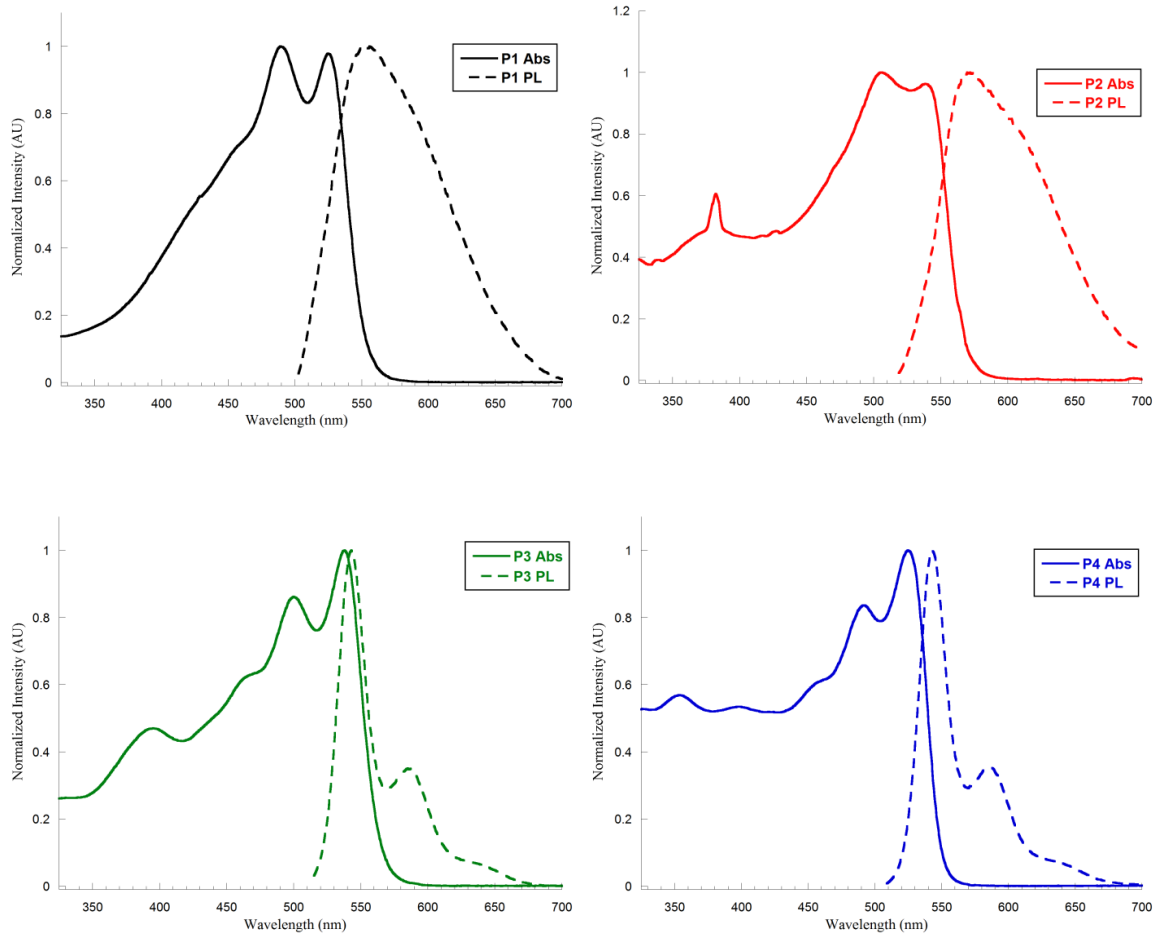 P1 Abs
P1 PL
Normalized Intensity (AU)
1
0.8
0.6
0.4
0.2
0
350 400 450 500 550 600 650 700
Wavelength (nm)
P2 Abs
P2 PL
Normalized Intensity (AU)
1.2
1
0.8
0.6
0.4
0.2
0
350 400 450 500 550 600 650 700
Wavelength (nm)
P3 Abs
P3 PL
Normalized Intensity (AU)
1
0.8
0.6
0.4
0.2
0
350 400 450 500 550 600 650 700
Wavelength (nm)
P4 Abs
P4 PL
Normalized Intensity (AU)
1
0.8
0.6
0.4
0.2
0
350 400 450 500 550 600 650 700
Wavelength (nm)